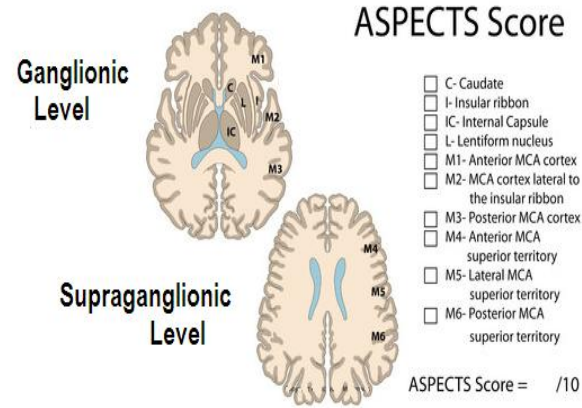 ASPECTS Score
Ganglionic
Level
M1
C
L
I
M2
IC
M3
C- Caudate
I- Insular ribbon
IC- Internal Capsule
L- Lentiform nucleus
M1- Anterior MCA cortex
M2- MCA cortex lateral to
the insular ribbon
M3- Posterior MCA cortex
M4- Anterior MCA
superior territory
M5- Lateral MCA
superior territory
M6- Posterior MCA
superior territory
Supraganglionic
Level
M4
M5
M6
ASPECTS Score = /10